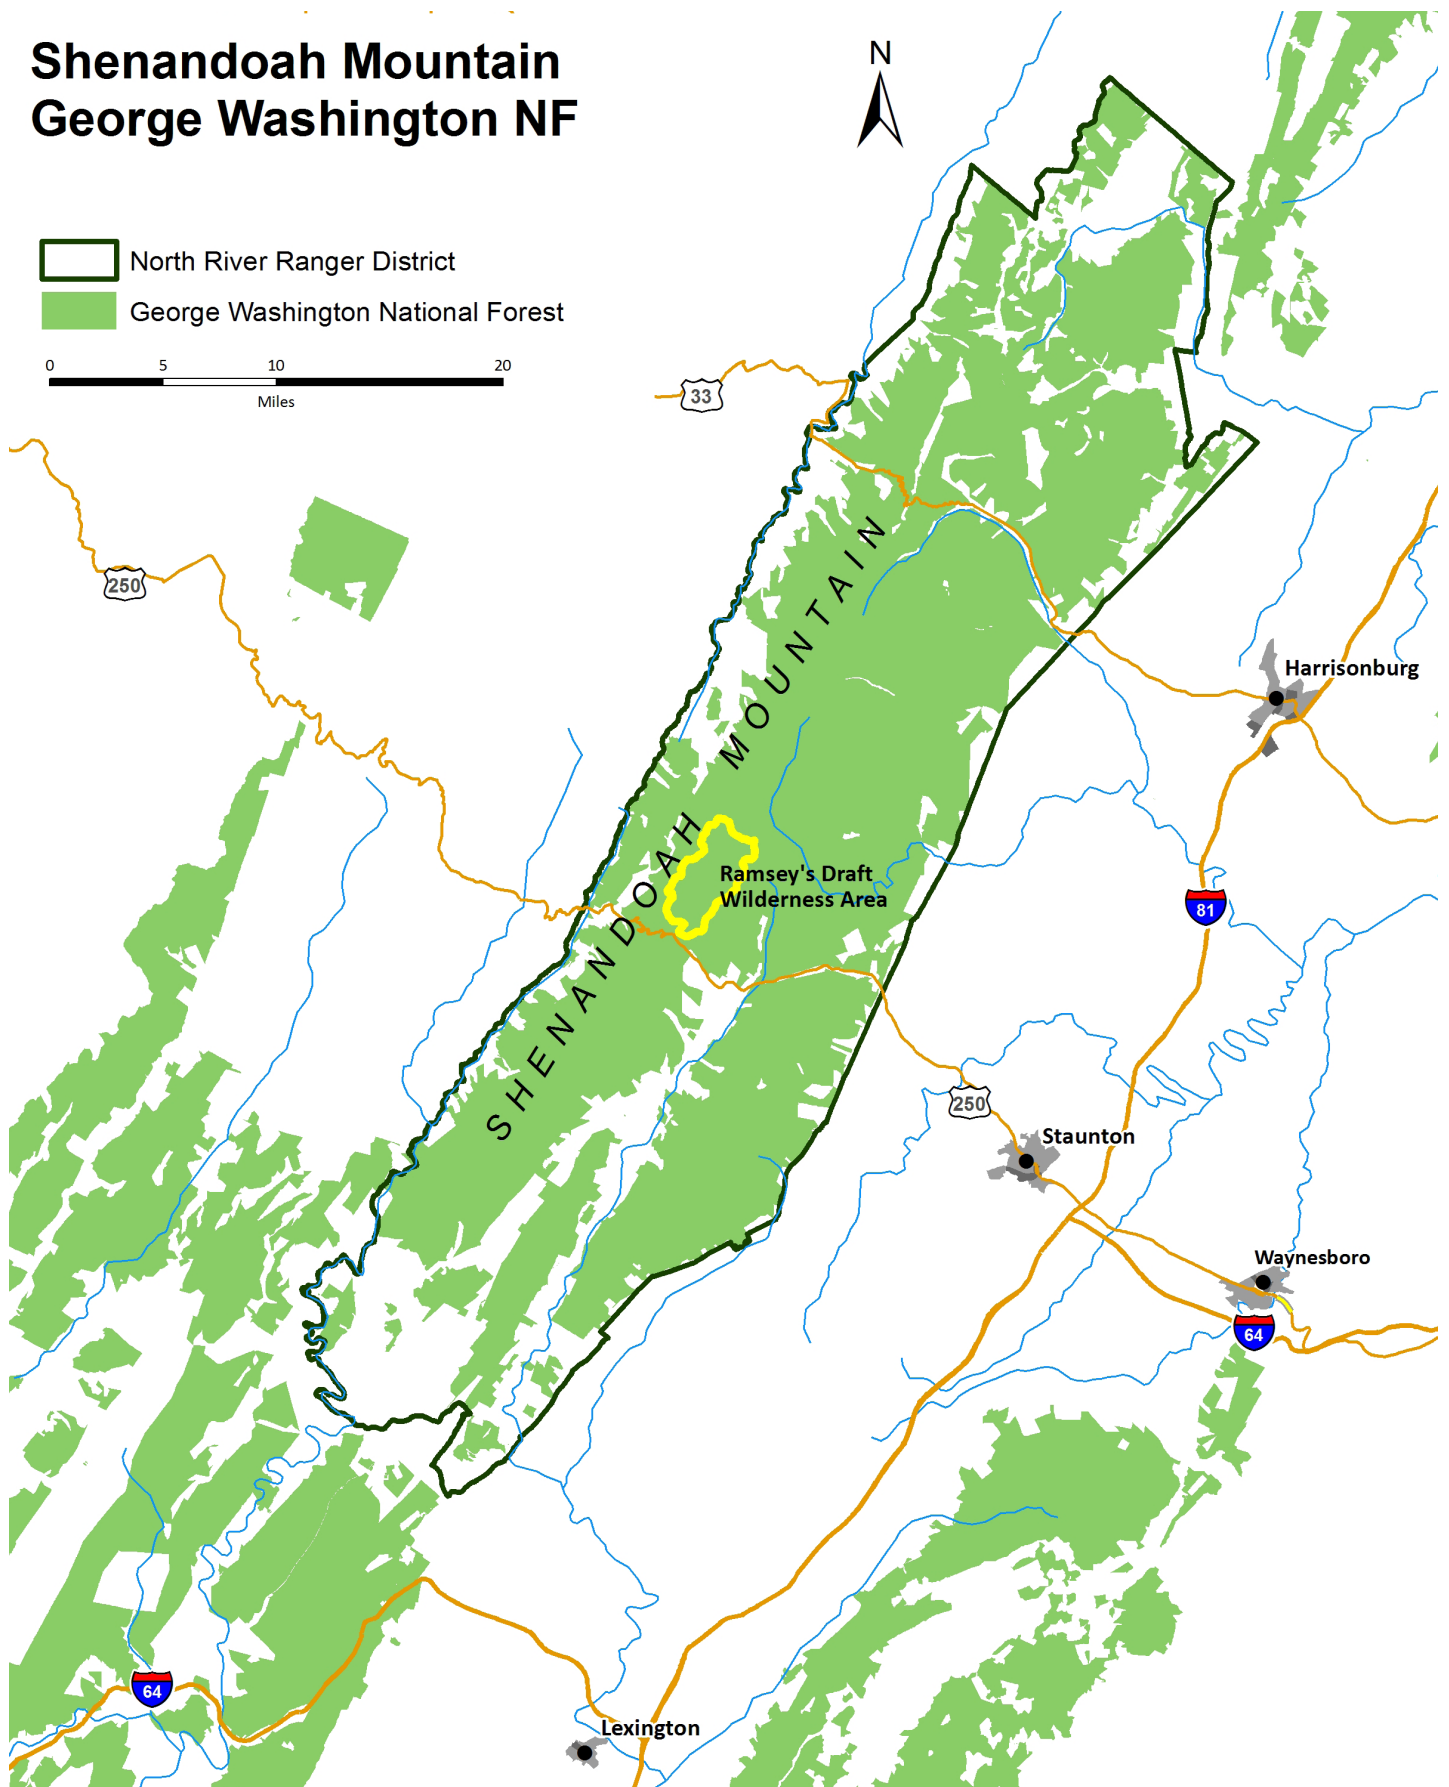 Shenandoah Mountain
George Washington NF
N
North River Ranger District
George Washington National Forest
0 5 10 20
Miles
33
250
SHENANDOAH MOUNTAIN
Harrisonburg
Ramsey's Draft
Wilderness Area
81
250
Staunton
Waynesboro
64
64
Lexington